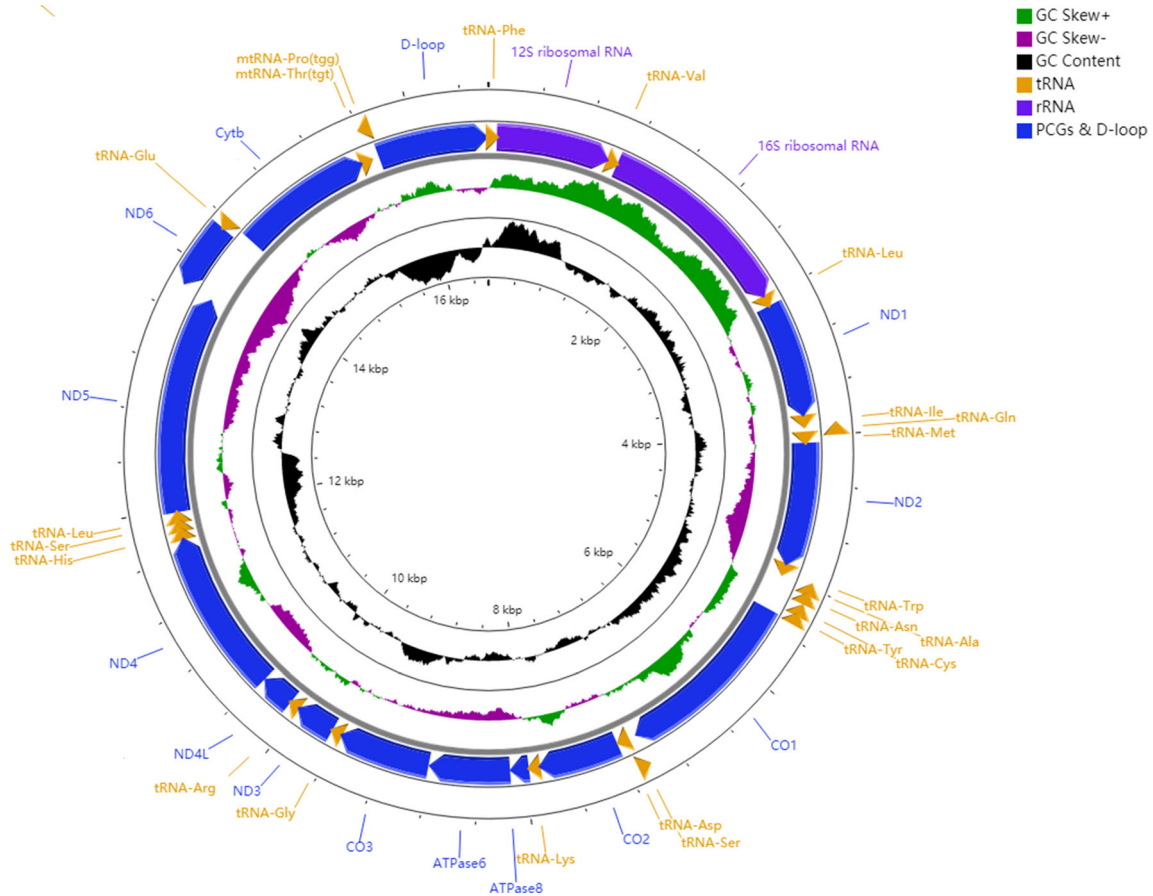 GC Skew+
GC Skew-
GC Content
tRNA
rRNA
PCGs & D-loop
tRNA-Phe
D-loop
12S ribosomal RNA
mtRNA-Pro(tgg)
mtRNA-Thr(tgt)
tRNA-Val
Cytb
16S ribosomal RNA
tRNA-Glu
ND6
tRNA-Leu
ND1
16 kbp
2 kbp
14 kbp
ND5
tRNA-Ile
tRNA-Gln
tRNA-Met
4 kbp
12 kbp
ND2
tRNA-Leu
tRNA-Ser
tRNA-His
6 kbp
10 kbp
8 kbp
tRNA-Trp
tRNA-Asn
tRNA-Ala
tRNA-Tyr
tRNA-Cys
ND4
CO1
ND4L
tRNA-Arg
ND3
tRNA-Gly
CO3
ATPase6
ATPase8
tRNA-Lys
CO2
tRNA-Asp
tRNA-Ser